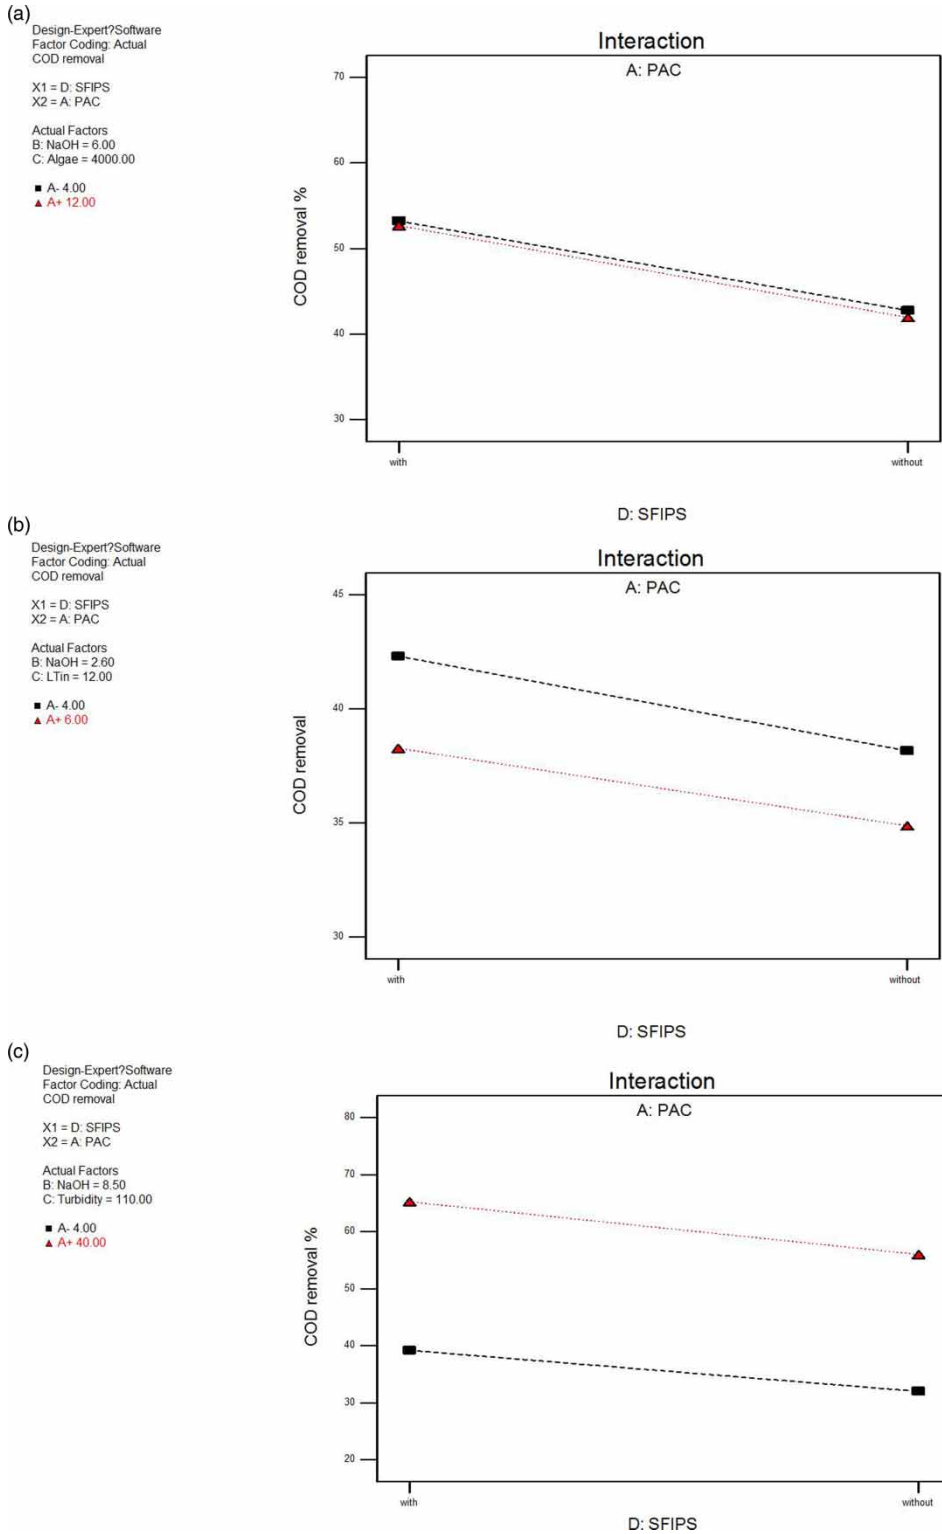 (a)
Design-Expert?Software
Factor Coding: Actual
COD removal
X1 = D: SFIPS
X2 = A: PAC
Actual Factors
B: NaOH = 6.00
C: Algae = 4000.00
A- 4.00
A+ 12.00
Interaction
A: PAC
COD removal %
70
60
50
40
30
with
without
D: SFIPS
(b)
Design-Expert?Software
Factor Coding: Actual
COD removal
X1 = D: SFIPS
X2 = A: PAC
Actual Factors
B: NaOH = 2.60
C: LTin = 12.00
A- 4.00
A+ 6.00
Interaction
A: PAC
COD removal
45
40
35
30
with
without
D: SFIPS
(c)
Design-Expert?Software
Factor Coding: Actual
COD removal
X1 = D: SFIPS
X2 = A: PAC
Actual Factors
B: NaOH = 8.50
C: Turbidity = 110.00
A- 4.00
A+ 40.00
Interaction
A: PAC
COD removal %
80
70
60
50
40
30
20
with
without
D: SFIPS